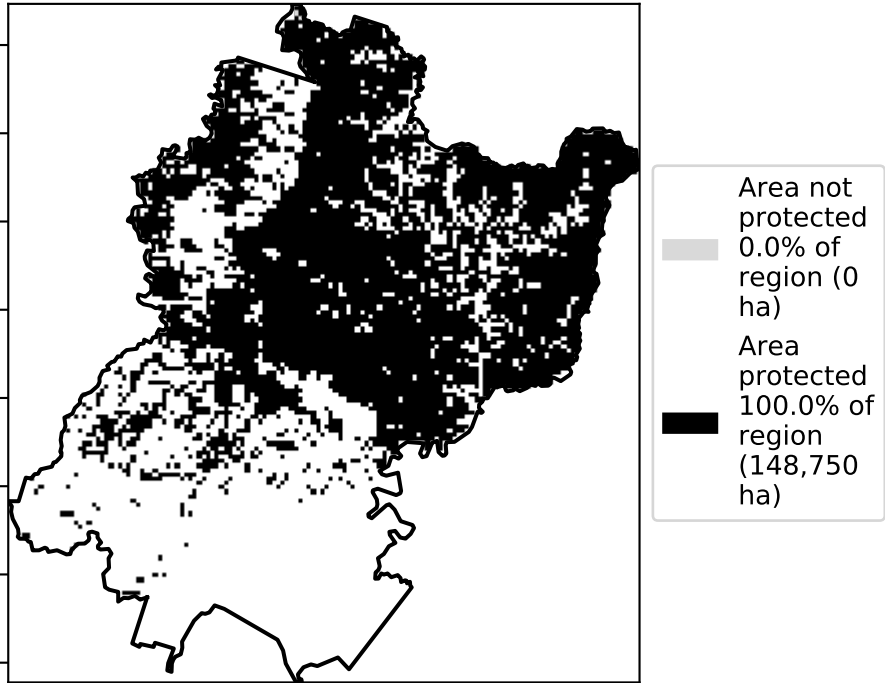 Area not
protected
0.0% of
region (0
ha)
Area
protected
100.0% of
region
(148,750
ha)